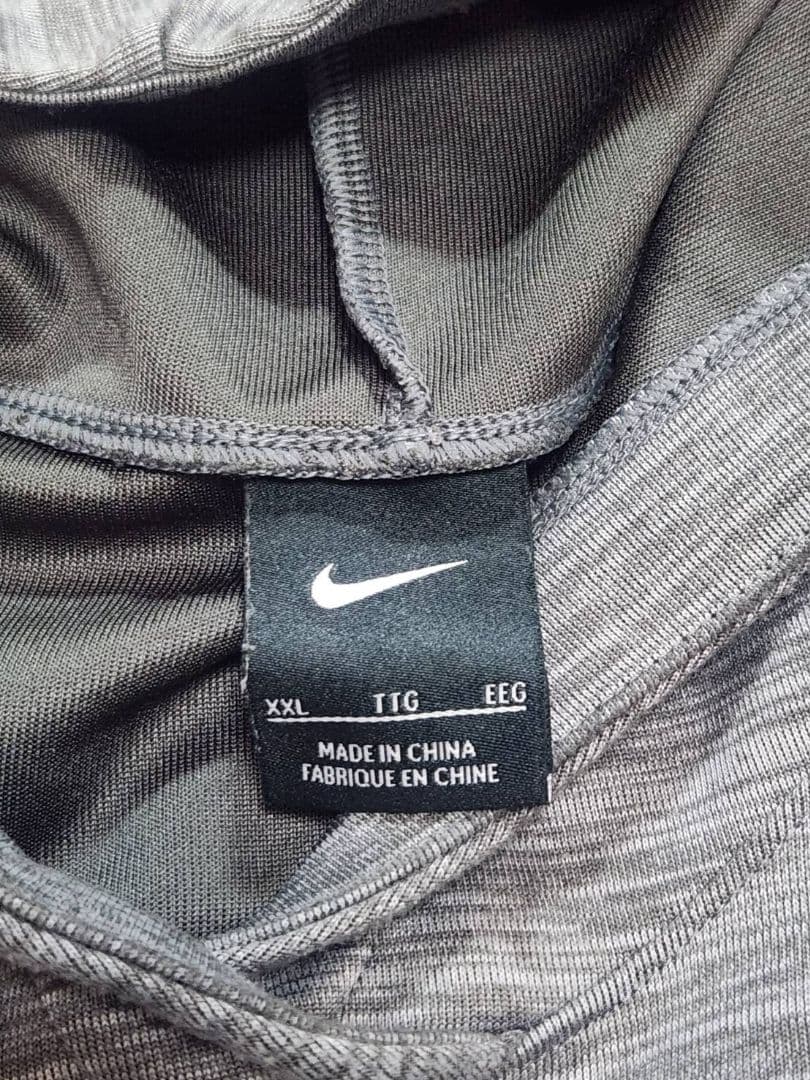 XXL TTG EEG
MADE IN CHINA
FABRIQUE EN CHINE